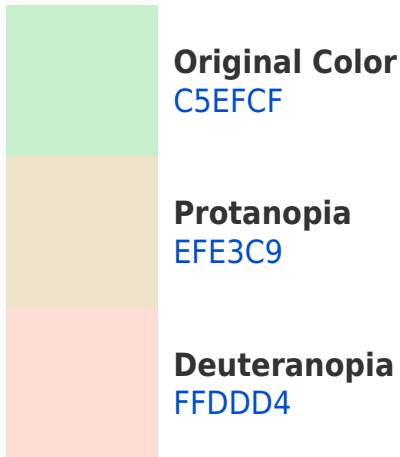 Original Color
C5EFCF
Protanopia
EFE3C9
Deuteranopia
FFDDD4